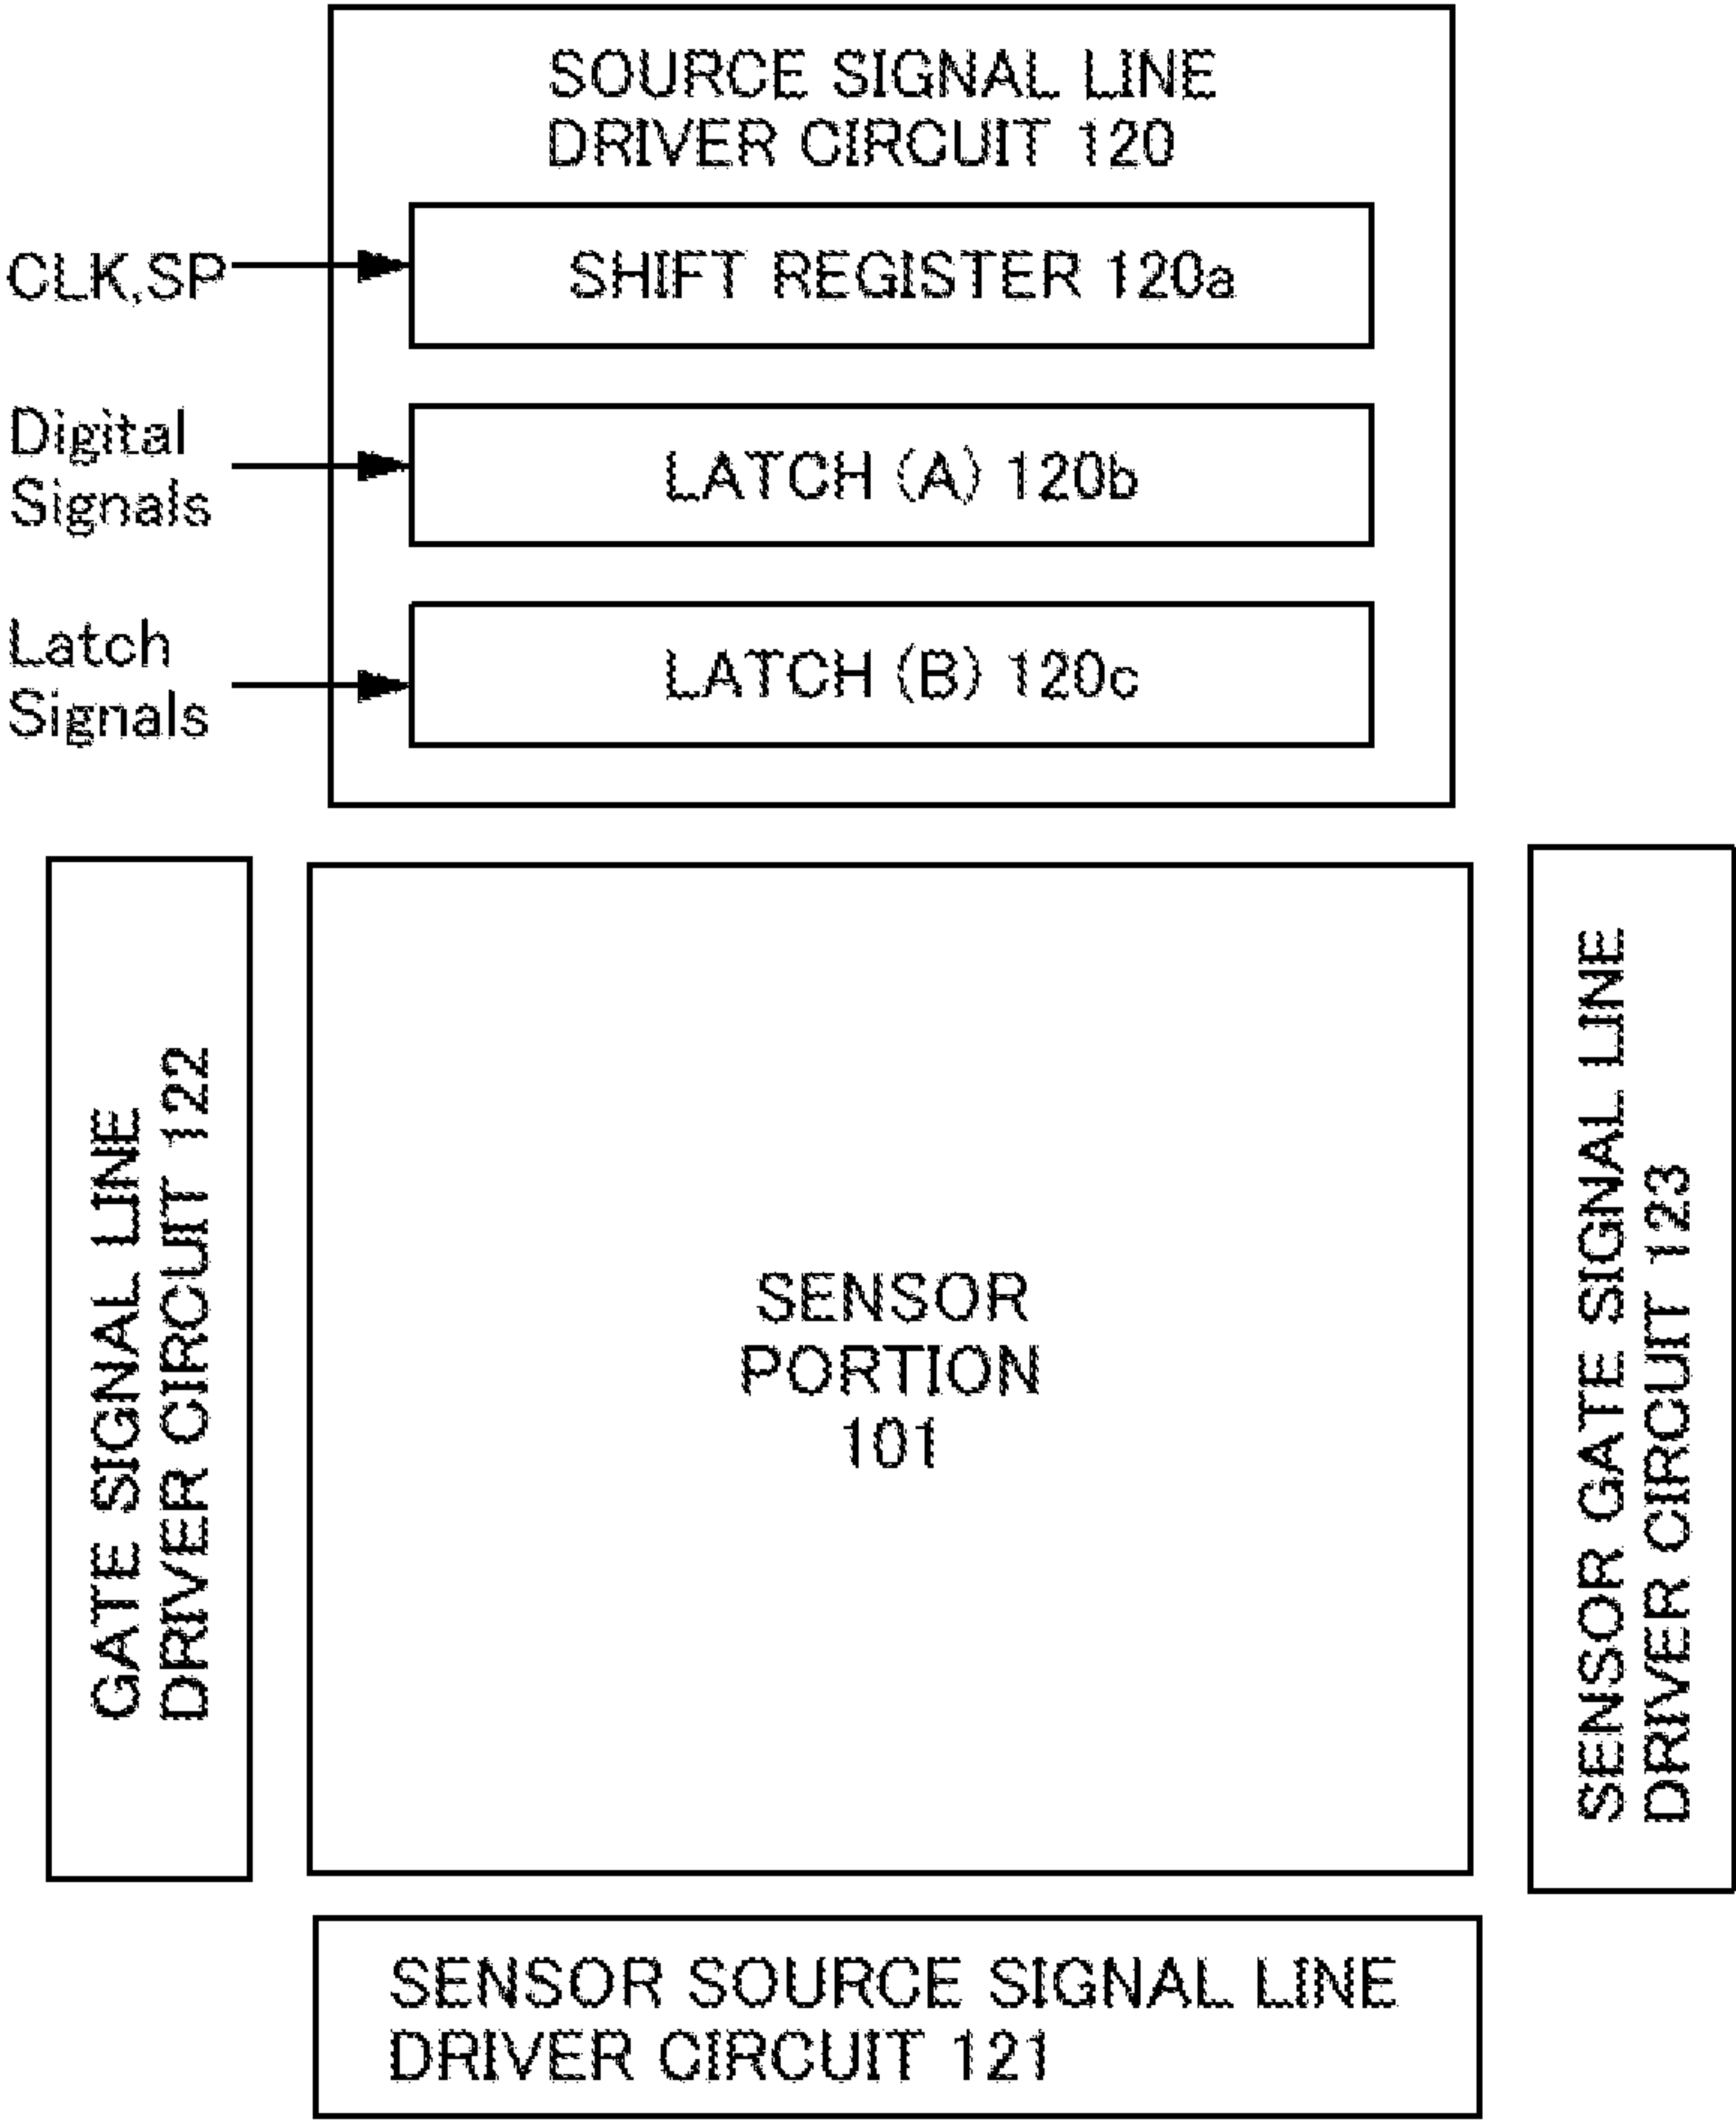 SOURCE SIGNAL LINE
DRIVER CIRCUIT 120
CLK,SP
SHIFT REGISTER 120a
Digital
Signals
LATCH (A) 120b
Latch
Signals
LATCH (B) 120c
GATE SIGNAL LINE
DRIVER CIRCUIT 122
SENSOR
PORTION
101
SENSOR GATE SIGNAL LINE
DRIVER CIRCUIT 123
SENSOR SOURCE SIGNAL LINE
DRIVER CIRCUIT 121